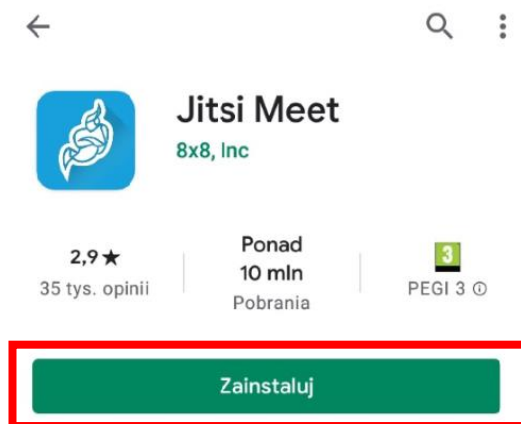 Jitsi Meet
8x8, Inc
2,9★
35 tys. opinii
Ponad
10 mln
Pobrania
3
PEGI 3
Zainstaluj